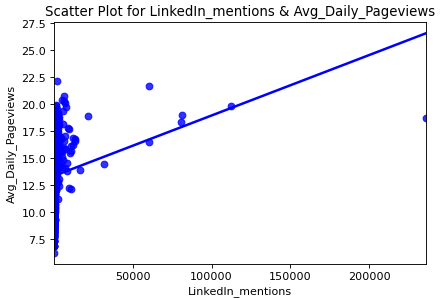 Scatter Plot for LinkedIn_mentions & Avg_Daily_Pageviews
27.5
25.0
22.5
20.0
17.5
15.0
12.5
10.0
7.5
Avg_Daily_Pageviews
50000 100000 150000 200000
LinkedIn_mentions